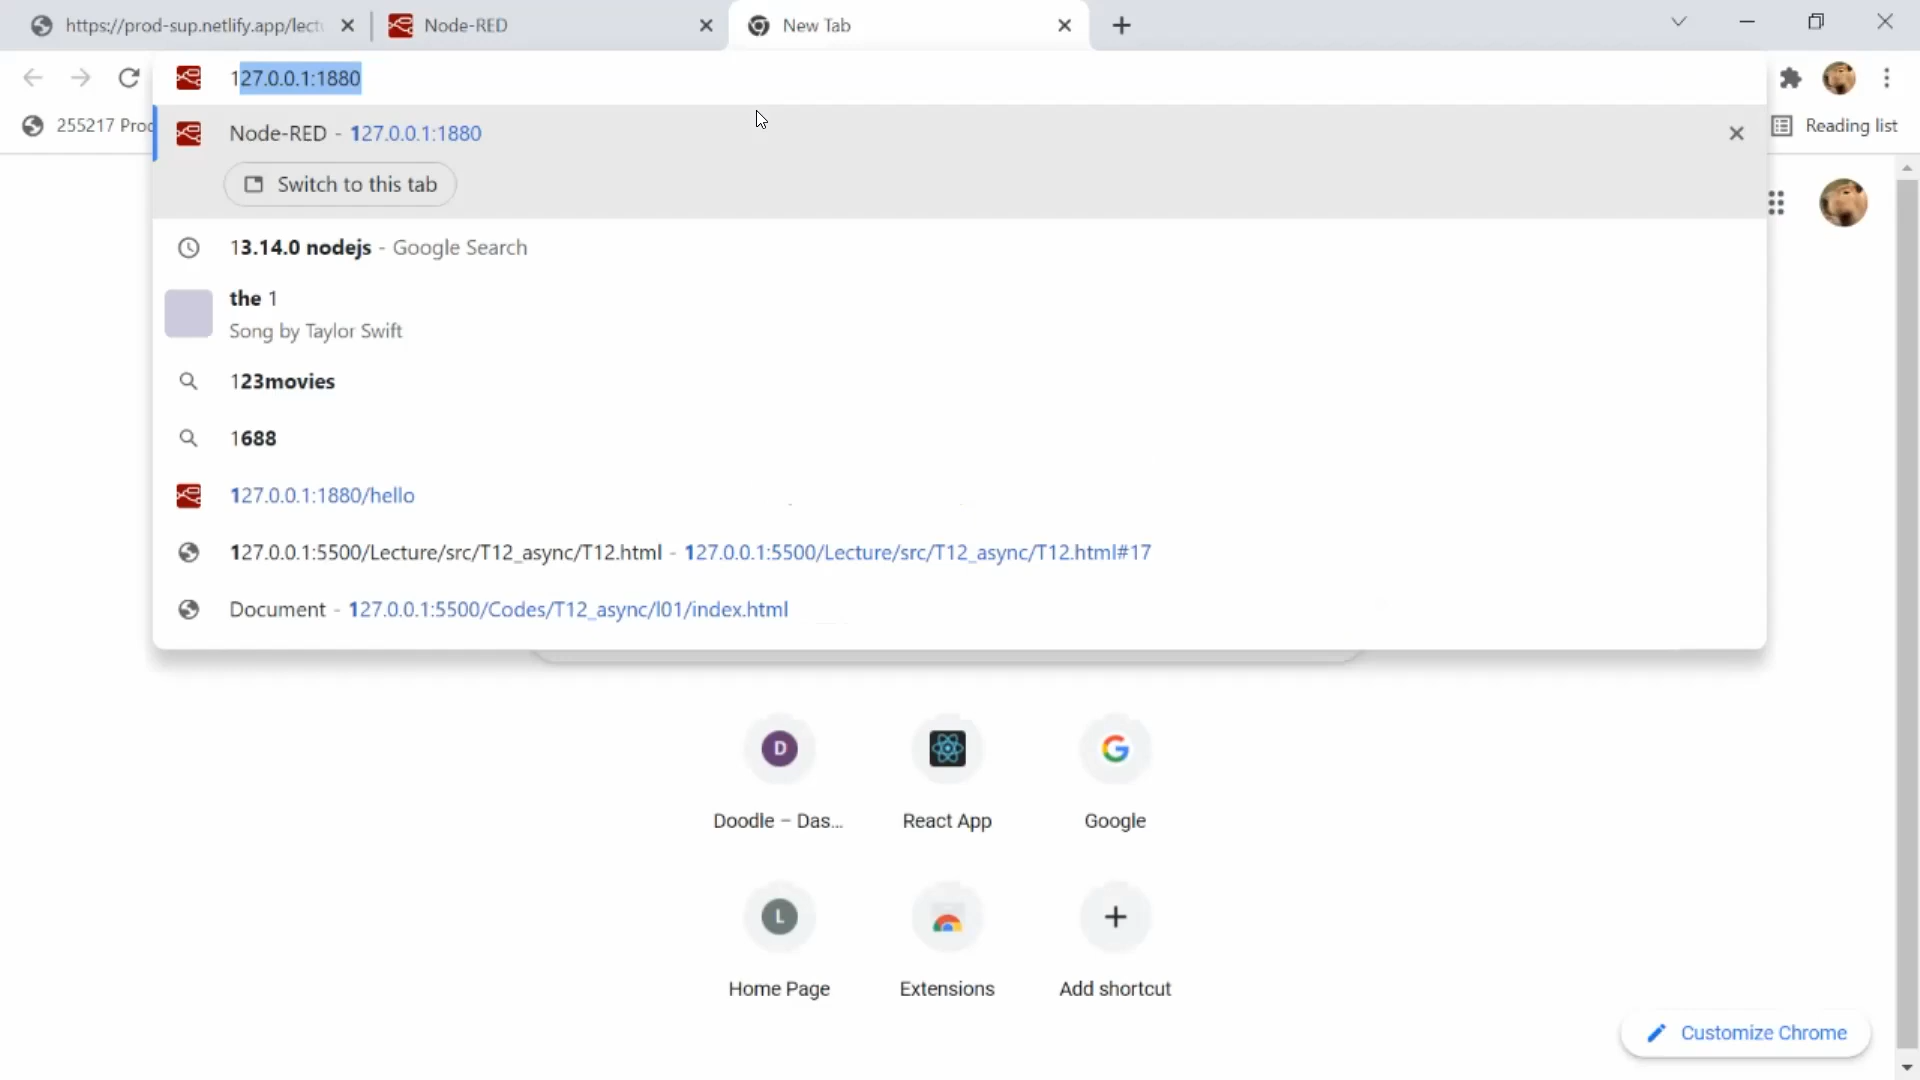 https://prod-sup.netlify.app/lect
Node-RED
New Tab
127.0.0.1:1880
255217 Prod
Node-RED - 127.0.0.1:1880
Reading list
Switch to this tab
13.14.0 nodejs - Google Search
the 1
Song by Taylor Swift
123movies
1688
127.0.0.1:1880/hello
127.0.0.1:5500/Lecture/src/T12_async/T12.html - 127.0.0.1:5500/Lecture/src/T12_async/T12.html#17
Document - 127.0.0.1:5500/Codes/T12_async/l01/index.html
D
Doodle – Das...
React App
Google
L
Home Page
Extensions
Add shortcut
Customize Chrome